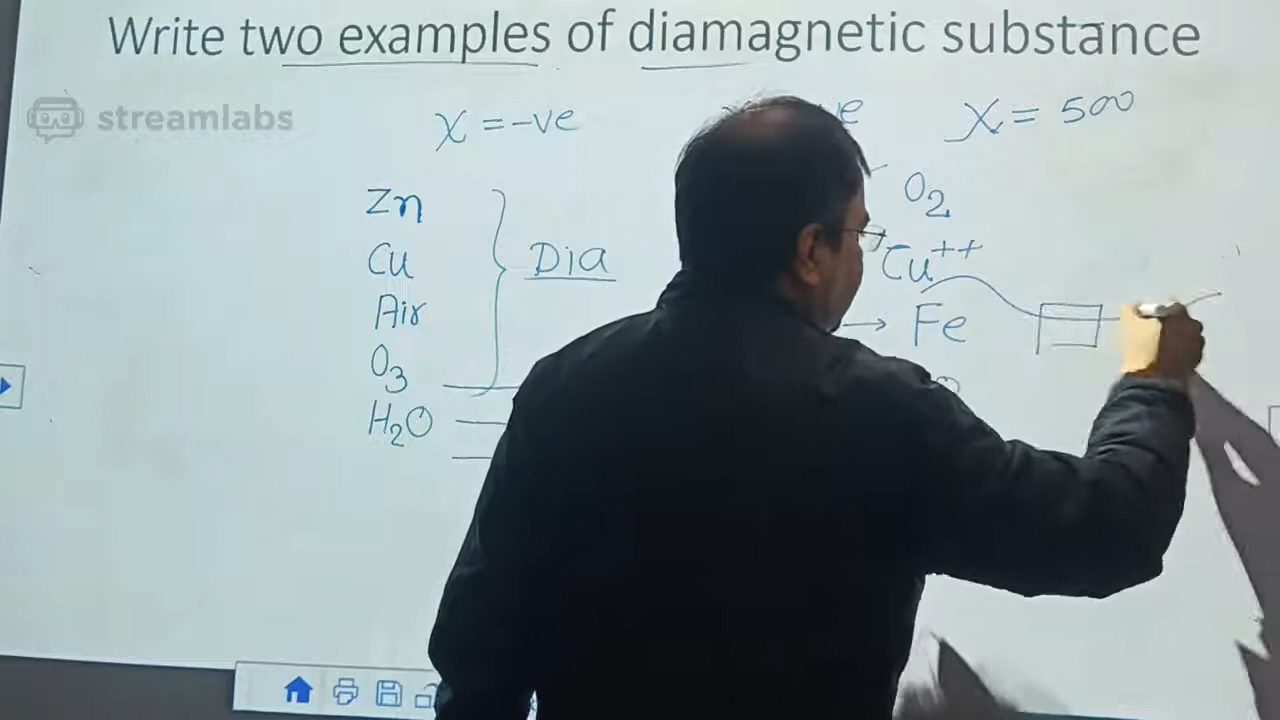 Write two examples of diamagnetic substance
streamlabs
χ = -ve
χ = 500
Zn
Cu
Air
O₃
H₂O
Dia
O₂
Cu⁺⁺
→ Fe